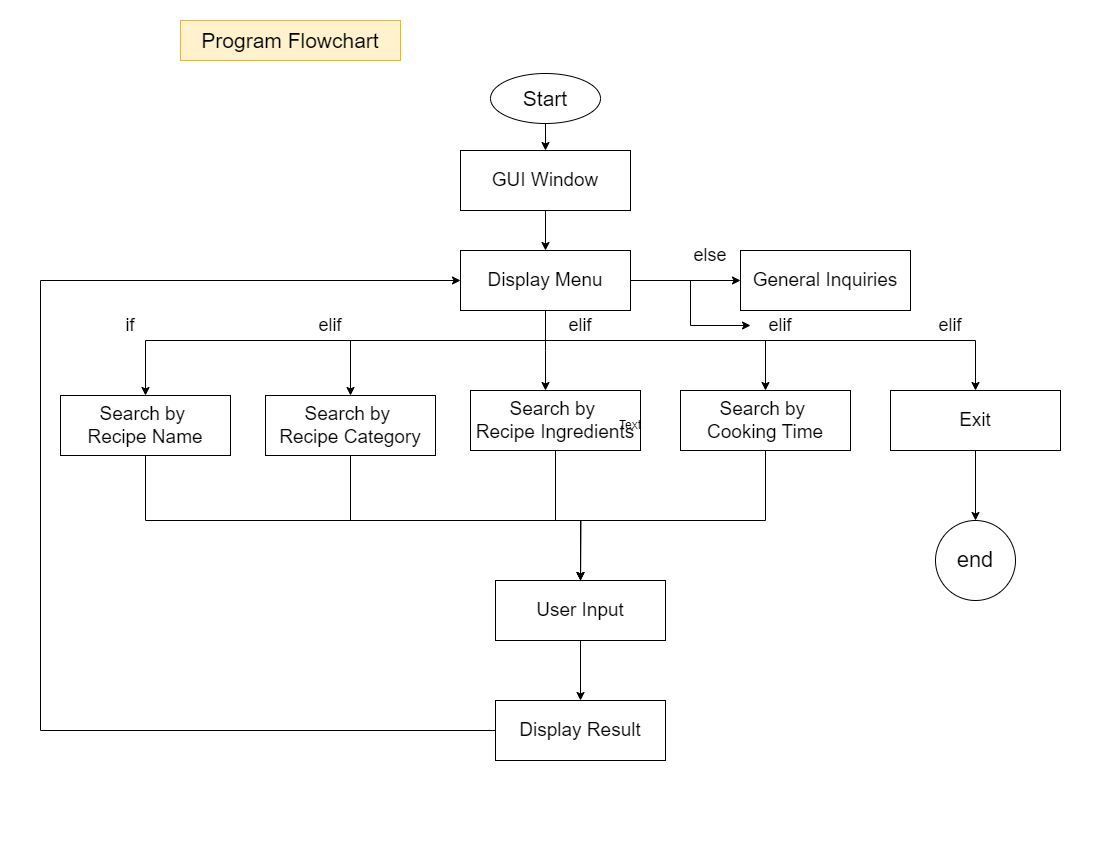 Program Flowchart
Start
GUI Window
Display Menu
else
General Inquiries
if
elif
elif
elif
elif
Search by
Recipe Name
Search by
Recipe Category
Search by
Recipe Ingredients
Text
Search by
Cooking Time
Exit
end
User Input
Display Result